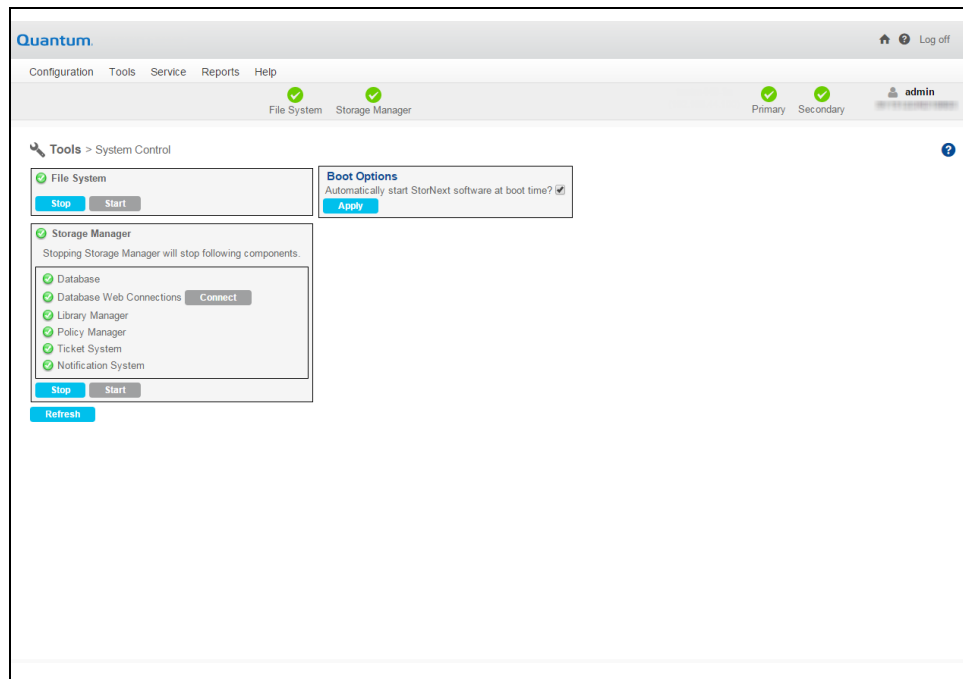 Quantum.
Log off
Configuration Tools Service Reports Help
File System Storage Manager
Primary Secondary
admin
Tools > System Control
File System
Stop Start
Boot Options
Automatically start StorNext software at boot time?
Apply
Storage Manager
Stopping Storage Manager will stop following components.
Database
Database Web Connections Connect
Library Manager
Policy Manager
Ticket System
Notification System
Stop Start
Refresh